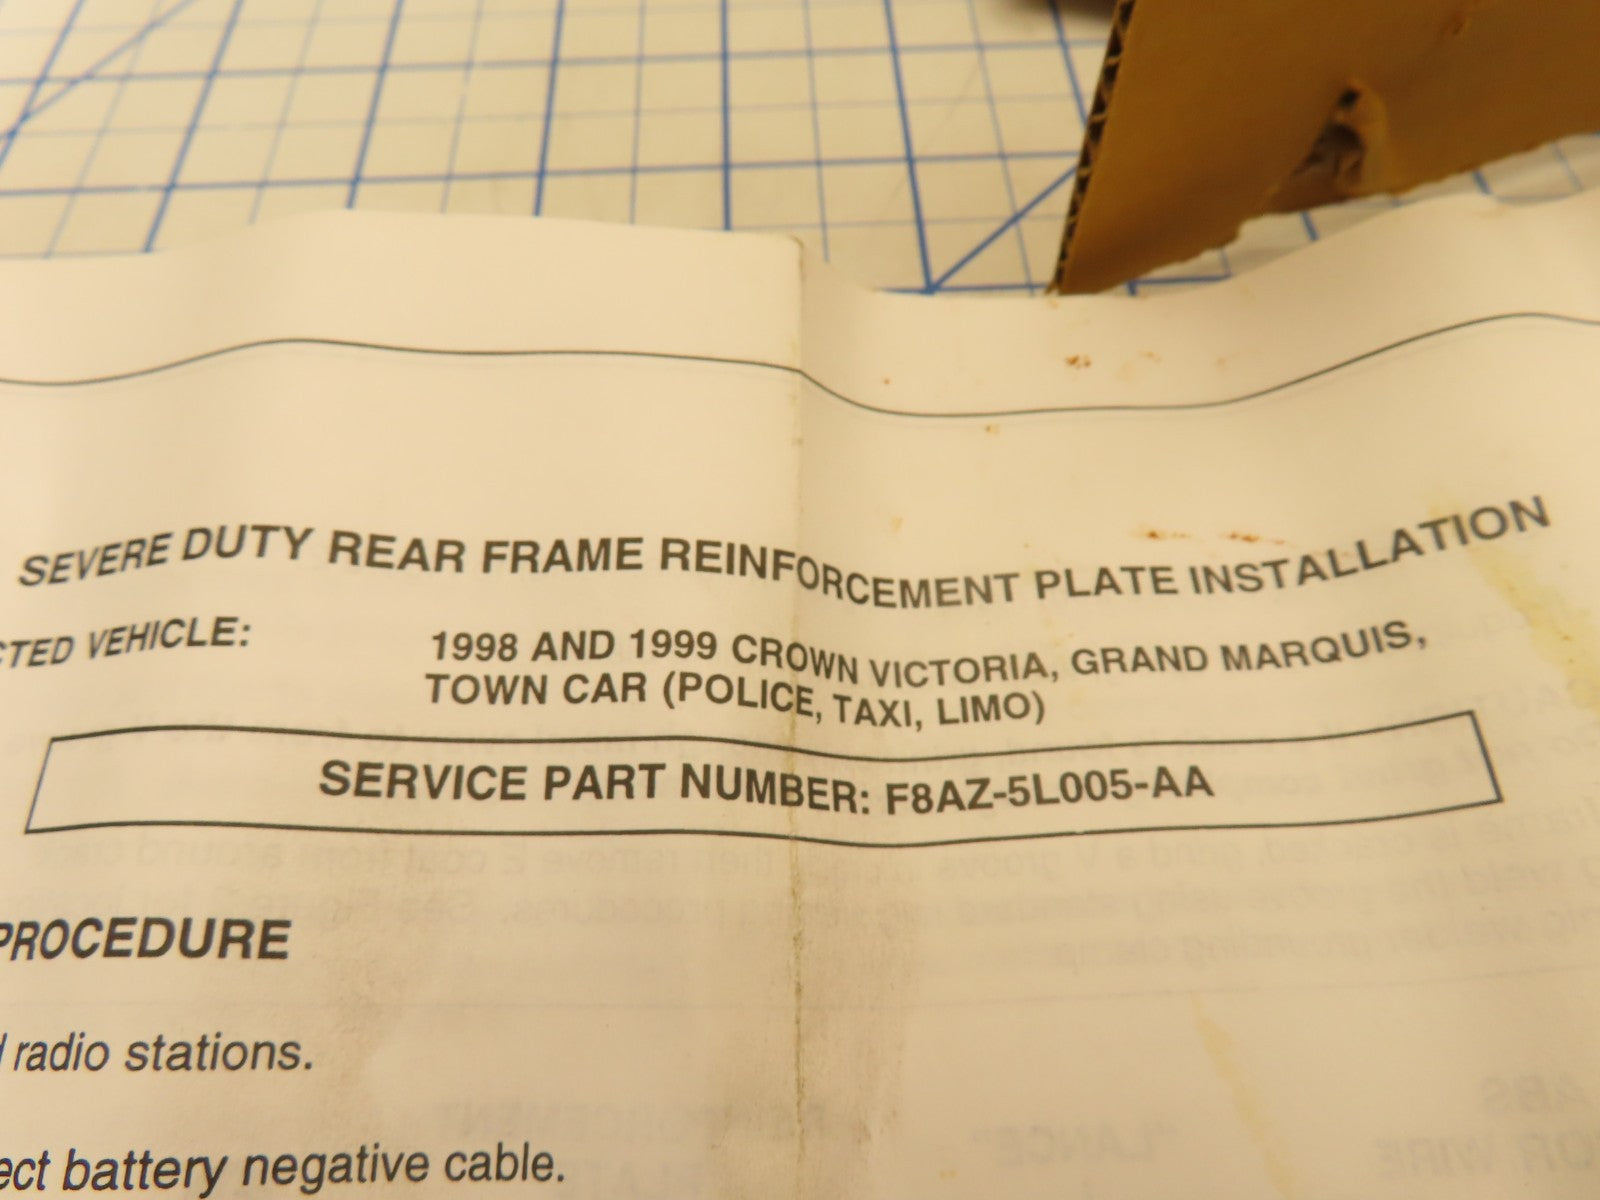 SEVERE DUTY REAR FRAME REINFORCEMENT PLATE INSTALLATION
CTED VEHICLE: 1998 AND 1999 CROWN VICTORIA, GRAND MARQUIS,
TOWN CAR (POLICE, TAXI, LIMO)
SERVICE PART NUMBER: F8AZ-5L005-AA
PROCEDURE
radio stations.
ect battery negative cable.